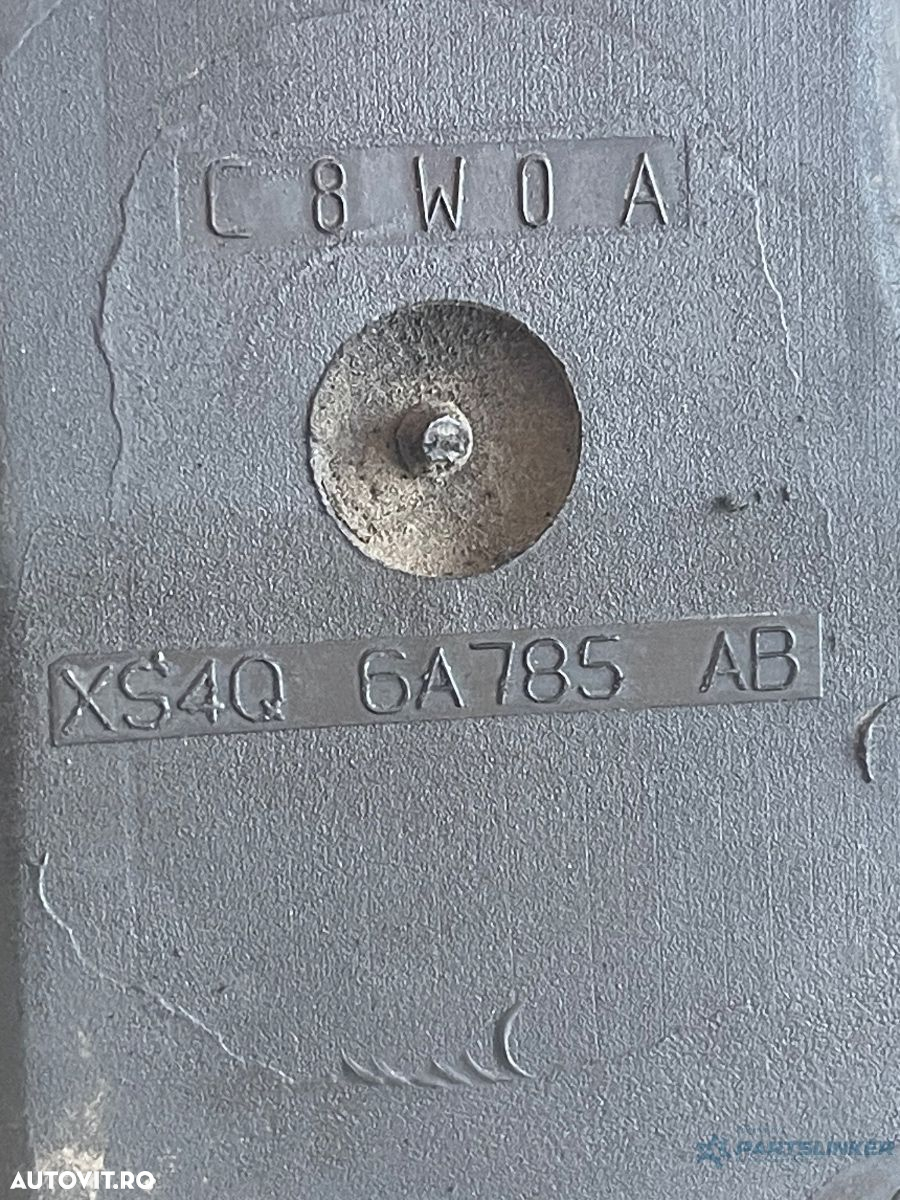 C8W0A
XS4Q 6A785 AB
PARTSLINKER
AUTOVIT.RO